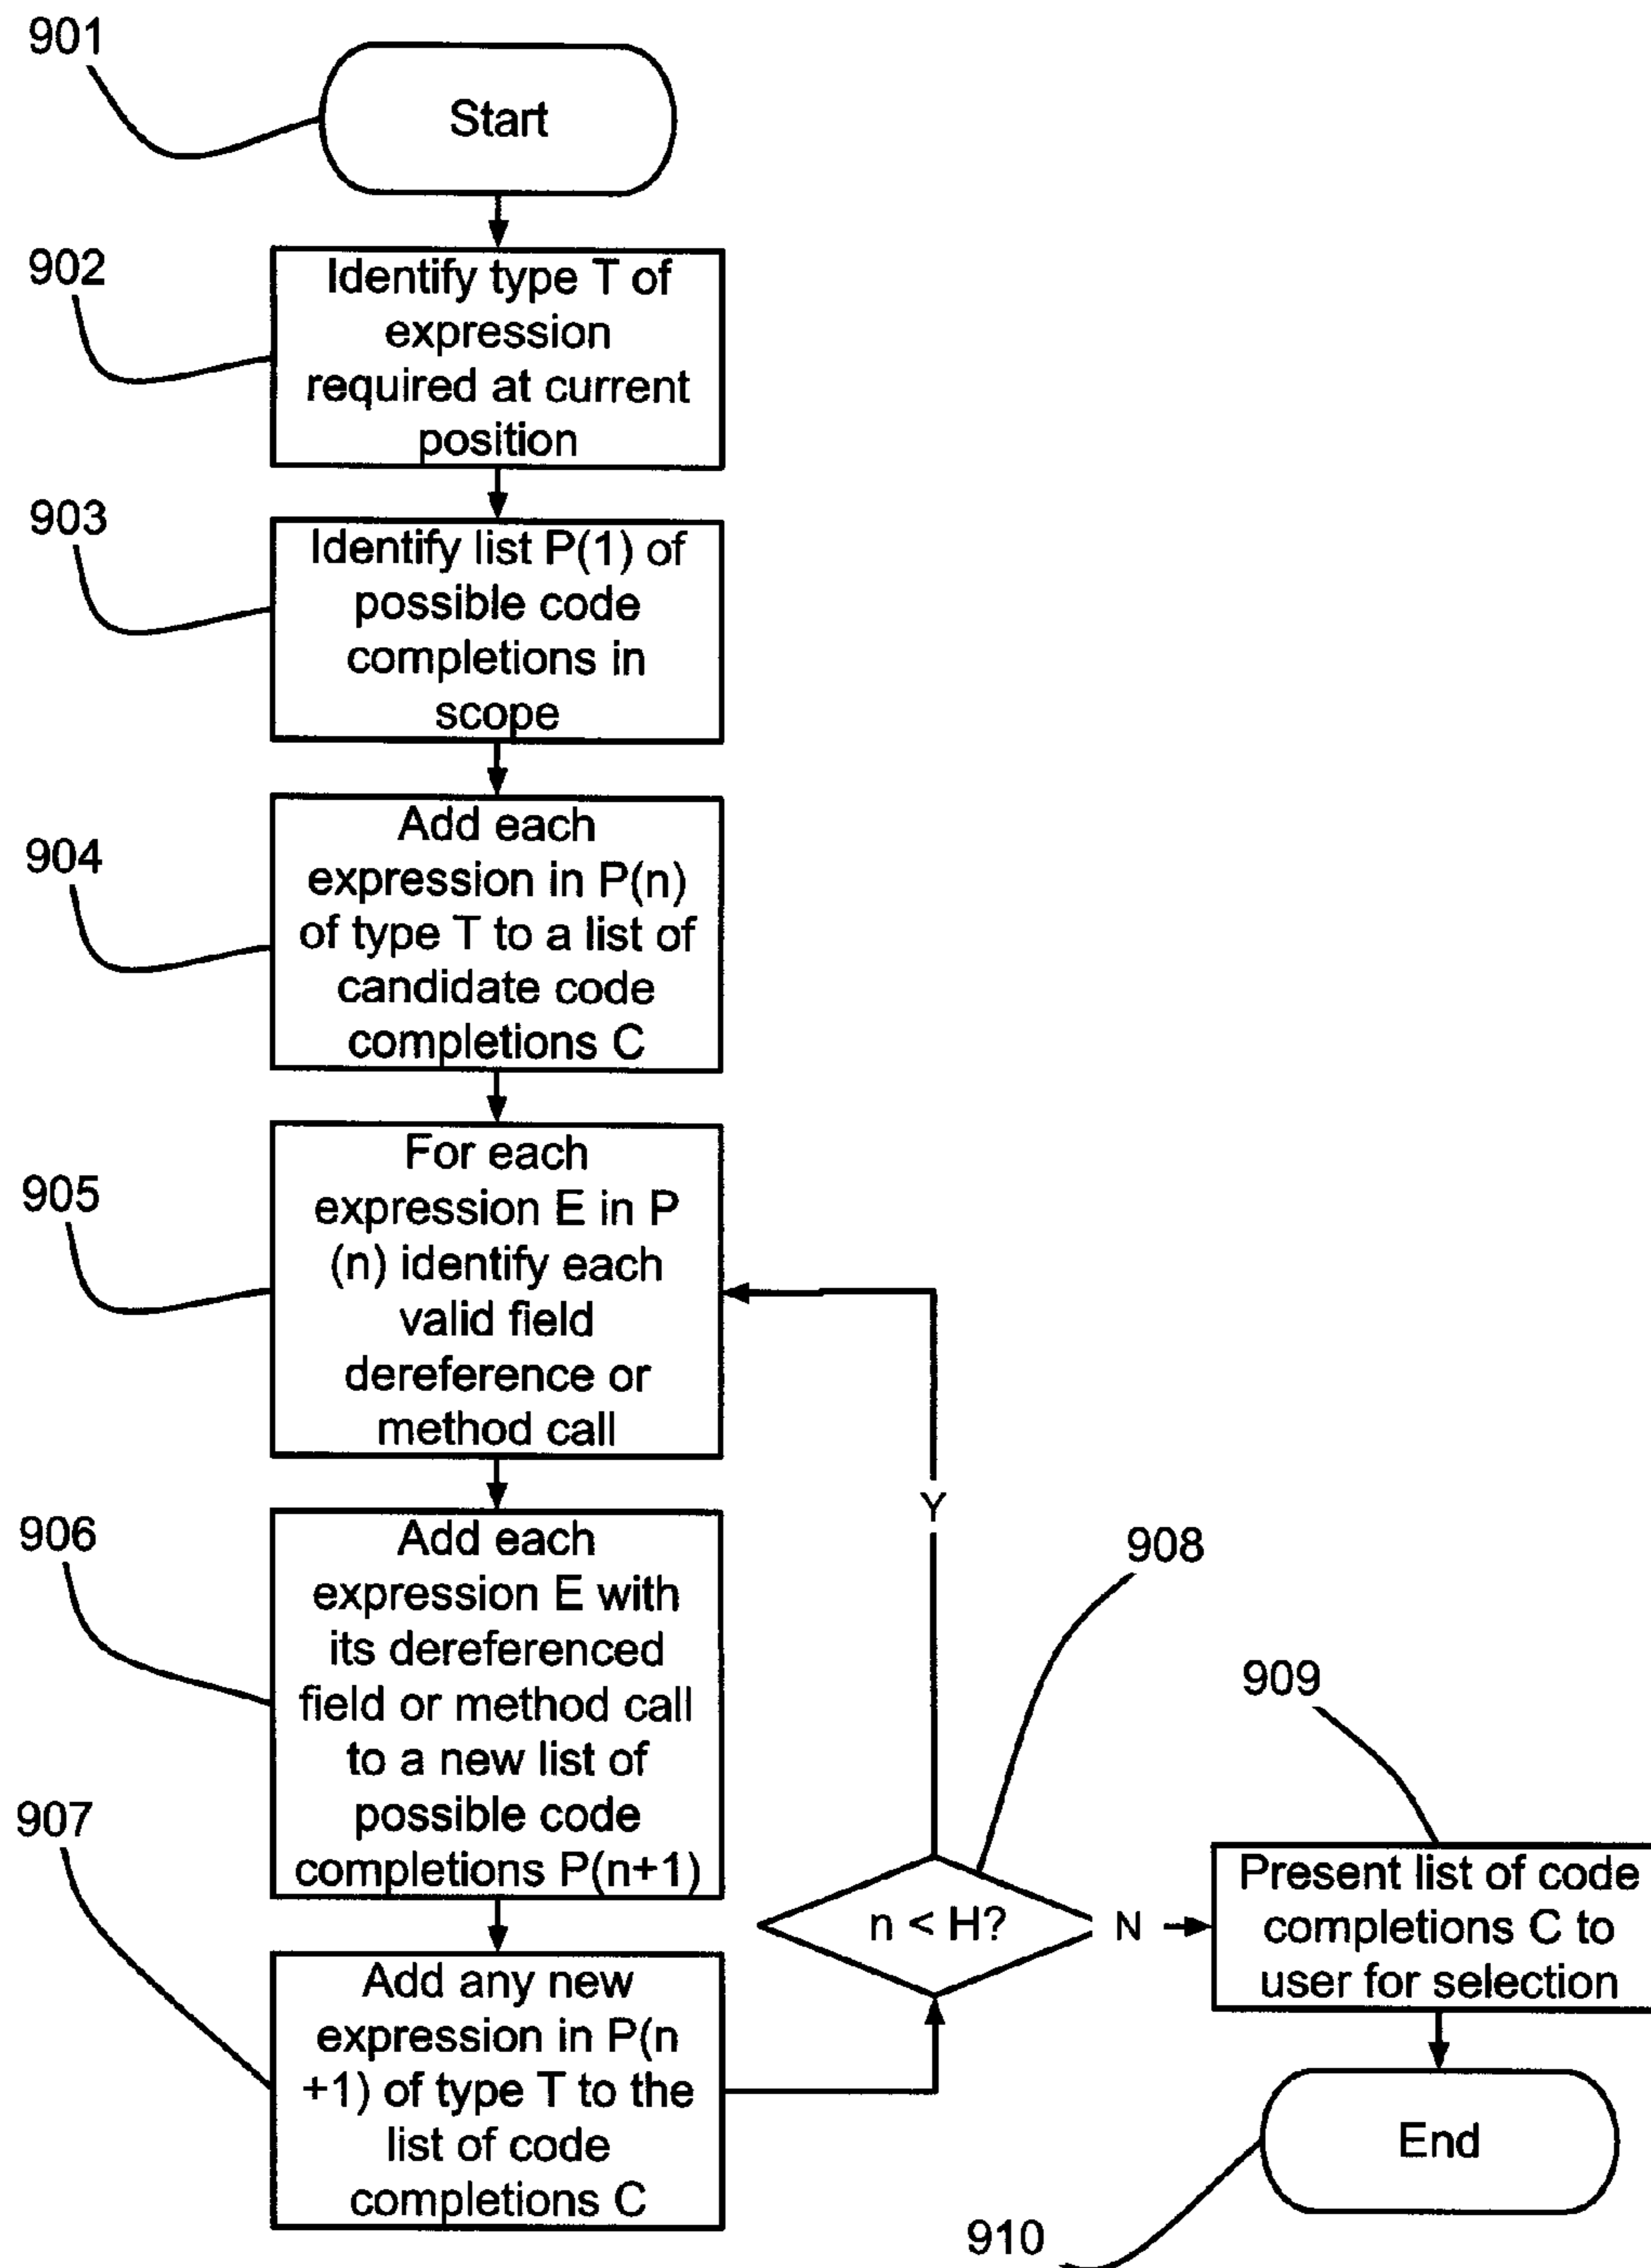 901
Start
902
Identify type T of
expression
required at current
position
903
Identify list P(1) of
possible code
completions in
scope
904
Add each
expression in P(n)
of type T to a list of
candidate code
completions C
905
For each
expression E in P
(n) identify each
valid field
dereference or
method call
Y
906
Add each
expression E with
its dereferenced
field or method call
to a new list of
possible code
completions P(n+1)
907
Add any new
expression in P(n
+1) of type T to the
list of code
completions C
908
n < H?
N
909
Present list of code
completions C to
user for selection
End
910